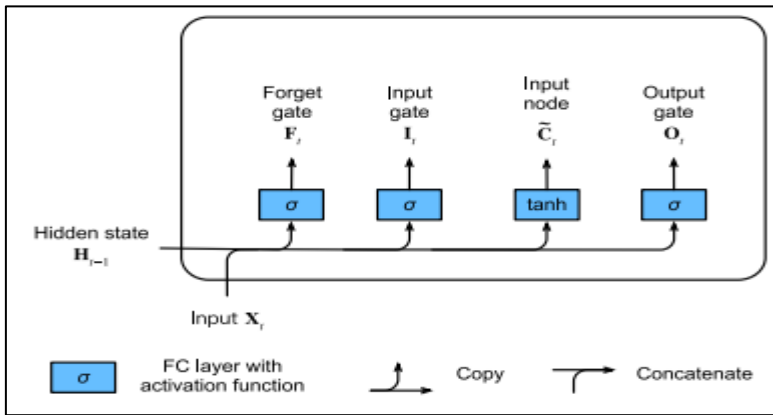 Forget gate F_t
Input gate I_t
Input node C̃_t
Output gate O_t
σ
σ
tanh
σ
Hidden state
H_{t−1}
Input X_t
σ
FC layer with
activation function
Copy
Concatenate